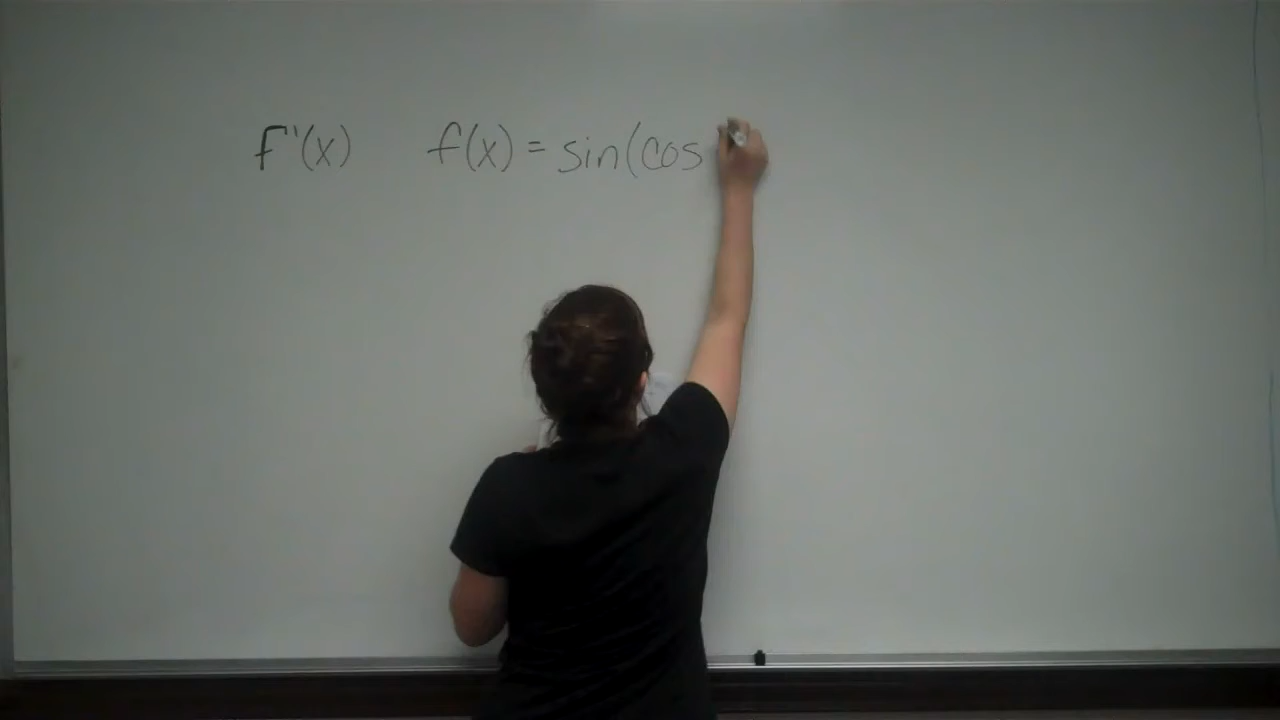 f''(x) f(x) = sin(cos